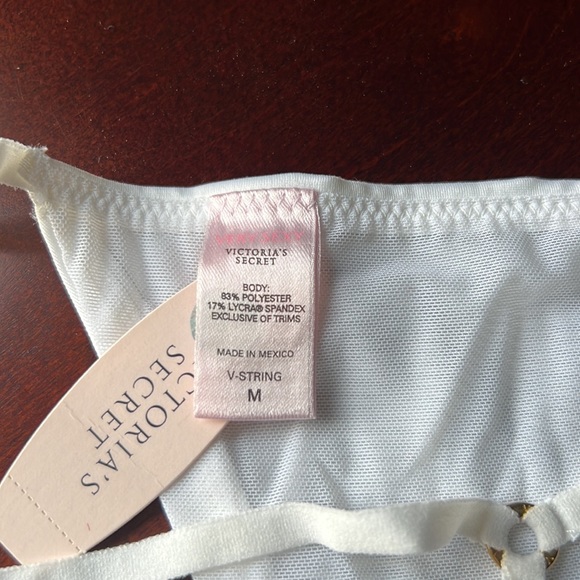 VICTORIA'S
SECRET
BODY:
83% POLYESTER
17% LYCRA® SPANDEX
EXCLUSIVE OF TRIMS
MADE IN MEXICO
V-STRING
M
VICTORIA'S
SECRET